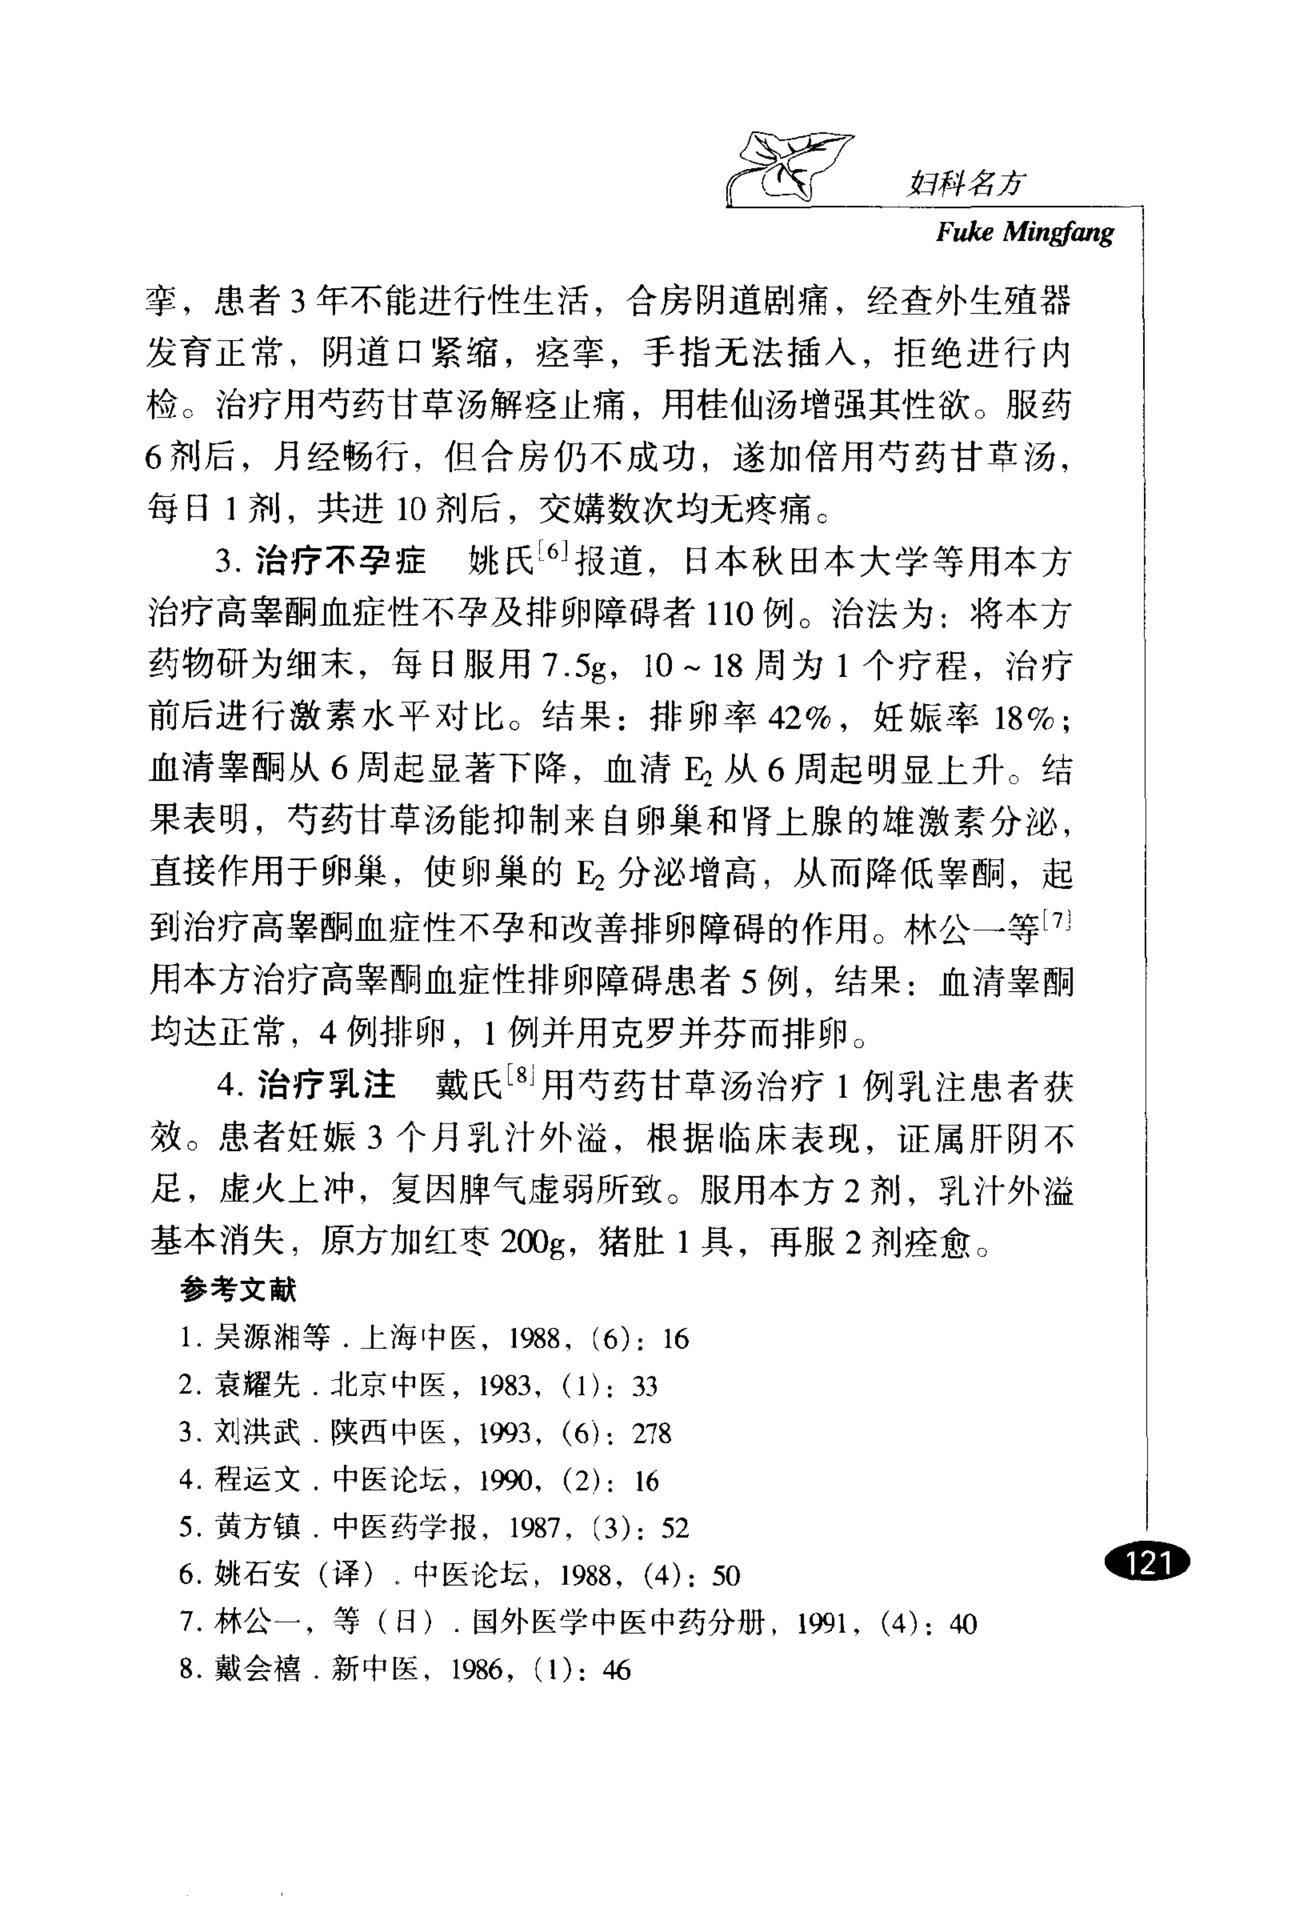 妇科名方
Fuke Mingfang
挛，患者 3 年不能进行性生活，合房阴道剧痛，经查外生殖器
发育正常，阴道口紧缩，痉挛，手指无法插入，拒绝进行内
检。治疗用芍药甘草汤解痉止痛，用桂仙汤增强其性欲。服药
6 剂后，月经畅行，但合房仍不成功，遂加倍用芍药甘草汤，
每日 1 剂，共进 10 剂后，交媾数次均无疼痛。
3. 治疗不孕症　姚氏[6]报道，日本秋田本大学等用本方
治疗高睾酮血症性不孕及排卵障碍者 110 例。治法为：将本方
药物研为细末，每日服用 7.5g，10 ~ 18 周为 1 个疗程，治疗
前后进行激素水平对比。结果：排卵率 42%，妊娠率 18%；
血清睾酮从 6 周起显著下降，血清 E₂ 从 6 周起明显上升。结
果表明，芍药甘草汤能抑制来自卵巢和肾上腺的雄激素分泌，
直接作用于卵巢，使卵巢的 E₂ 分泌增高，从而降低睾酮，起
到治疗高睾酮血症性不孕和改善排卵障碍的作用。林公一等[7]
用本方治疗高睾酮血症性排卵障碍患者 5 例，结果：血清睾酮
均达正常，4 例排卵，1 例并用克罗并芬而排卵。
4. 治疗乳注　戴氏[8]用芍药甘草汤治疗 1 例乳注患者获
效。患者妊娠 3 个月乳汁外溢，根据临床表现，证属肝阴不
足，虚火上冲，复因脾气虚弱所致。服用本方 2 剂，乳汁外溢
基本消失，原方加红枣 200g，猪肚 1 具，再服 2 剂痊愈。
参考文献
1. 吴源湘等．上海中医，1988，(6)：16
2. 袁耀先．北京中医，1983，(1)：33
3. 刘洪武．陕西中医，1993，(6)：278
4. 程运文．中医论坛，1990，(2)：16
5. 黄方镇．中医药学报，1987，(3)：52
6. 姚石安（译）．中医论坛，1988，(4)：50
7. 林公一，等（日）．国外医学中医中药分册，1991，(4)：40
8. 戴会禧．新中医，1986，(1)：46
121